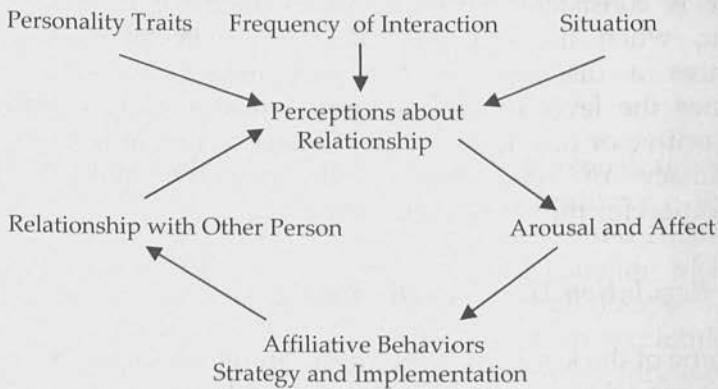 Personality Traits Frequency of Interaction Situation
Perceptions about
Relationship
Relationship with Other Person Arousal and Affect
Affiliative Behaviors
Strategy and Implementation